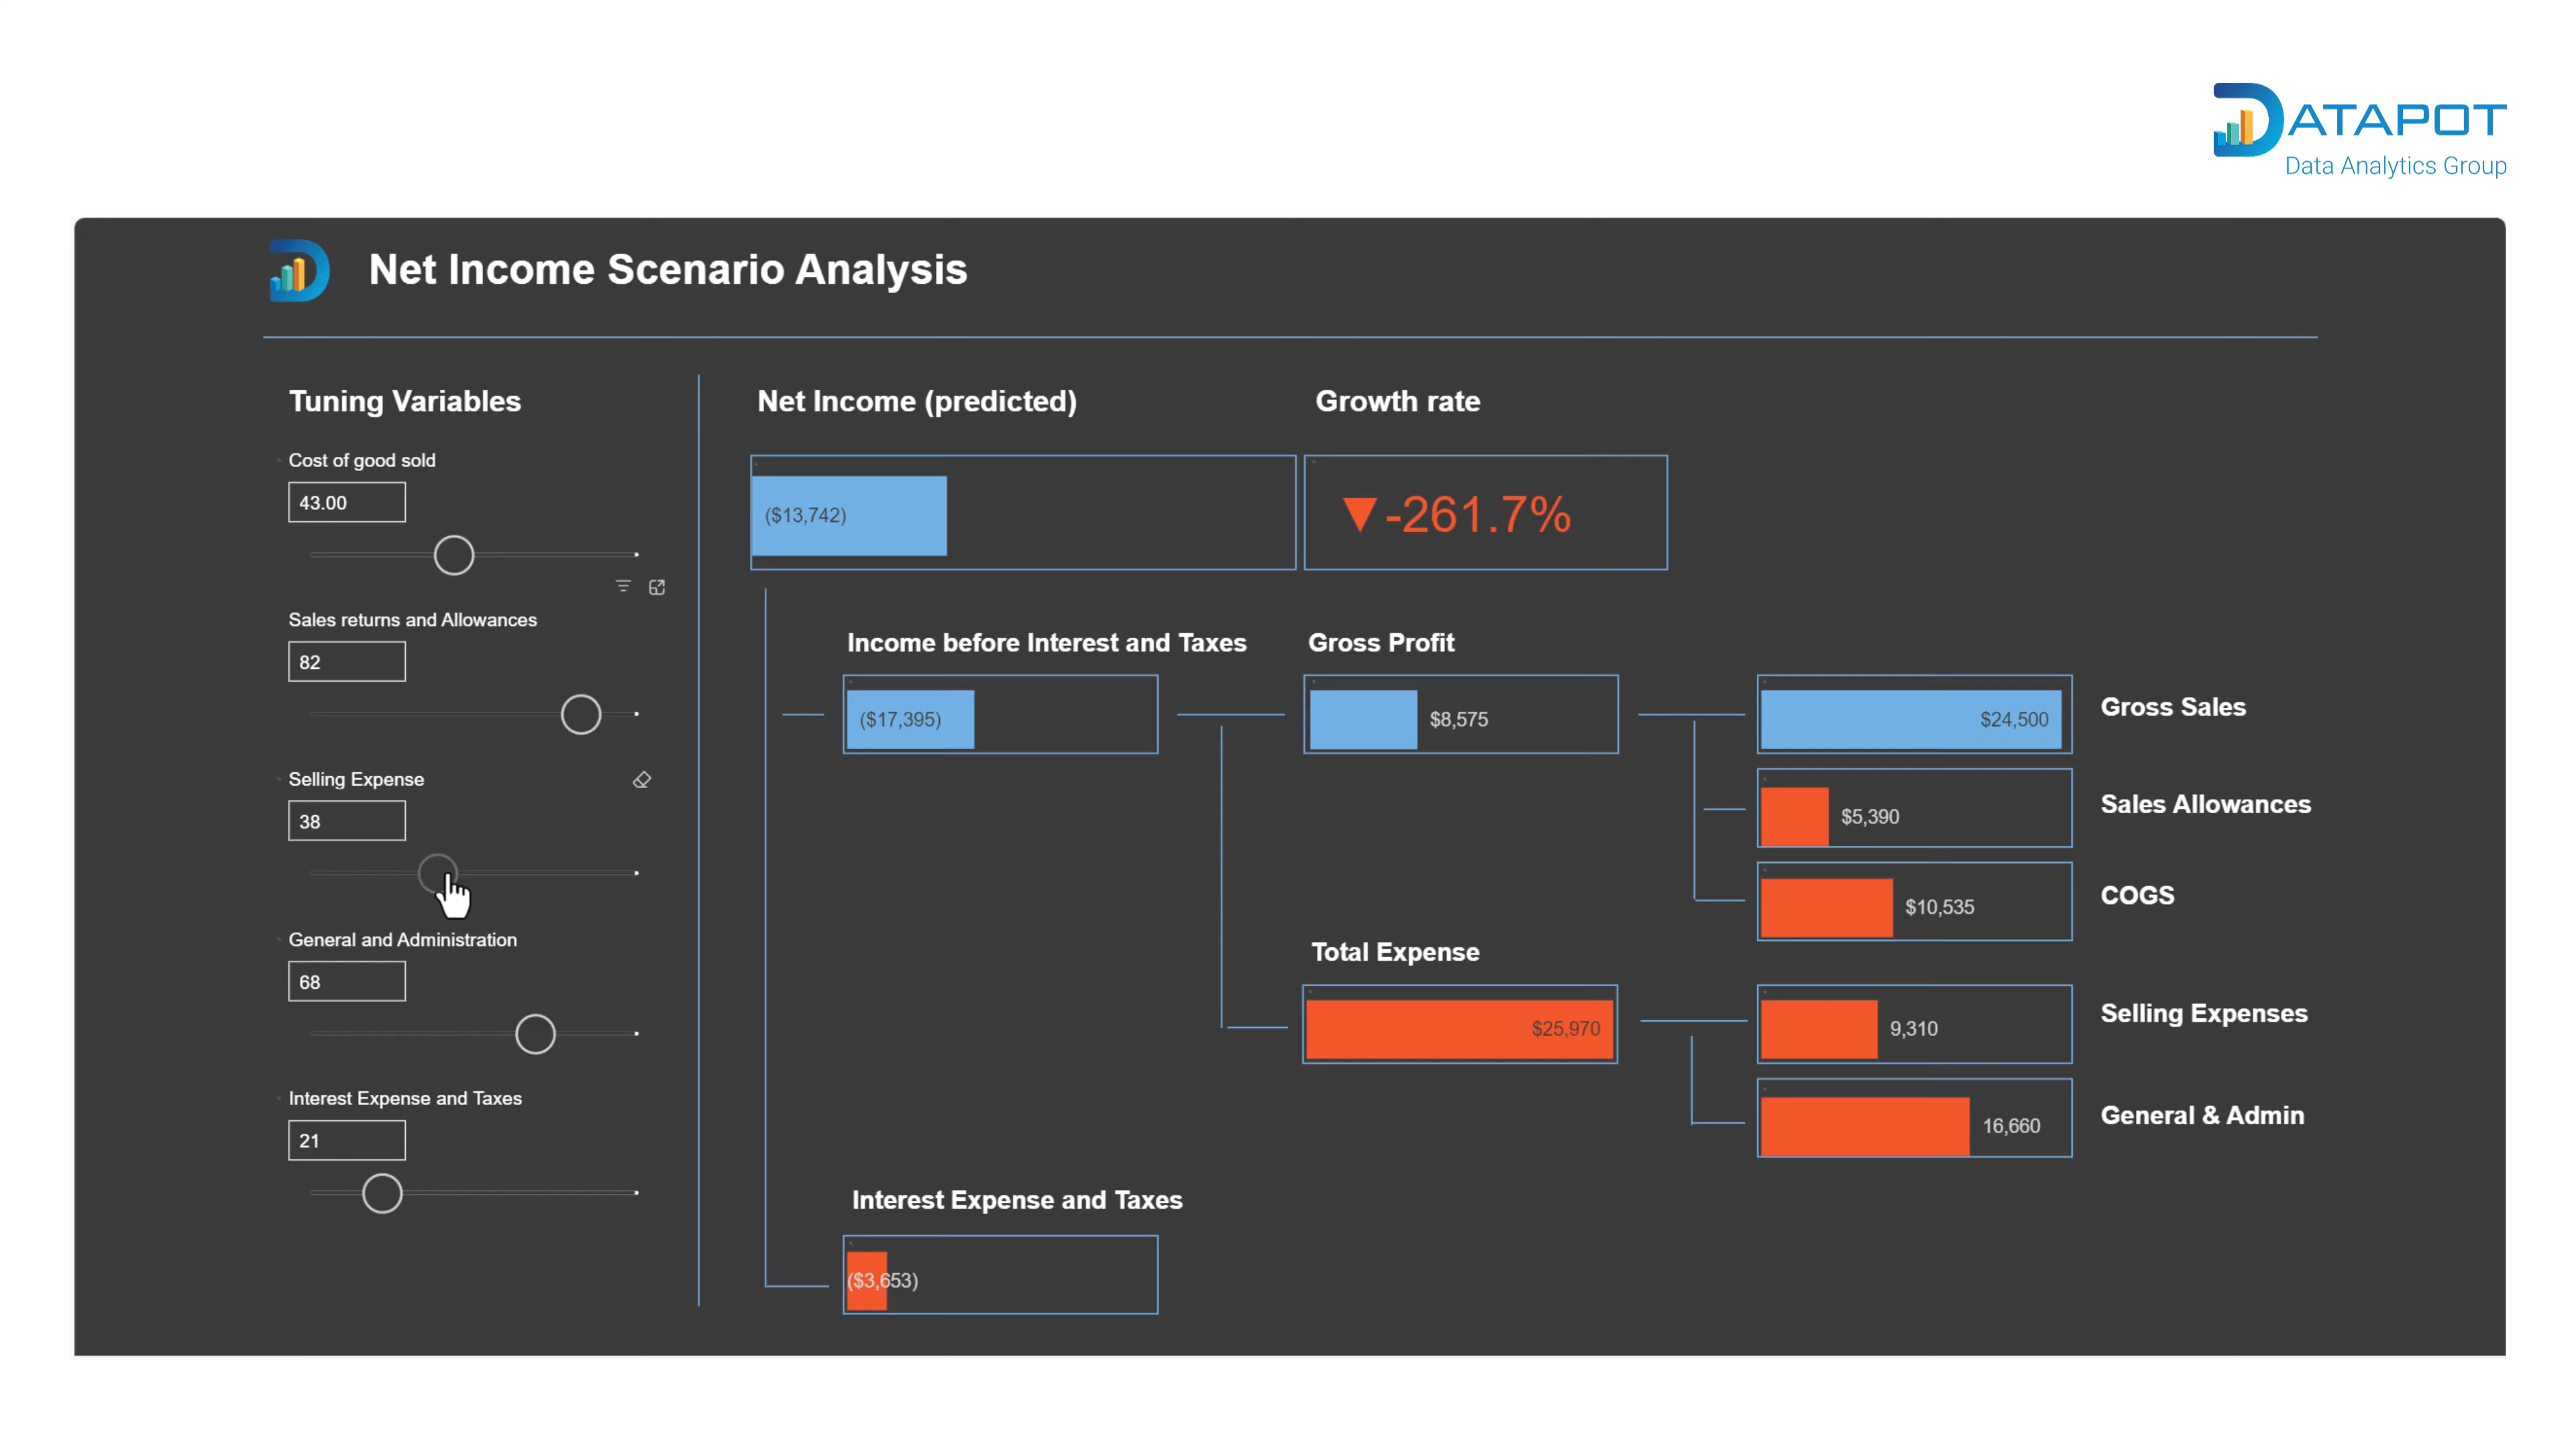 DATAPOT
Data Analytics Group
Net Income Scenario Analysis
Tuning Variables
Cost of good sold
43.00
Sales returns and Allowances
82
Selling Expense
38
General and Administration
68
Interest Expense and Taxes
21
Net Income (predicted)
($13,742)
Growth rate
▼-261.7%
Income before Interest and Taxes
($17,395)
Gross Profit
$8,575
$24,500
Gross Sales
$5,390
Sales Allowances
$10,535
COGS
Total Expense
$25,970
9,310
Selling Expenses
16,660
General & Admin
Interest Expense and Taxes
($3,653)